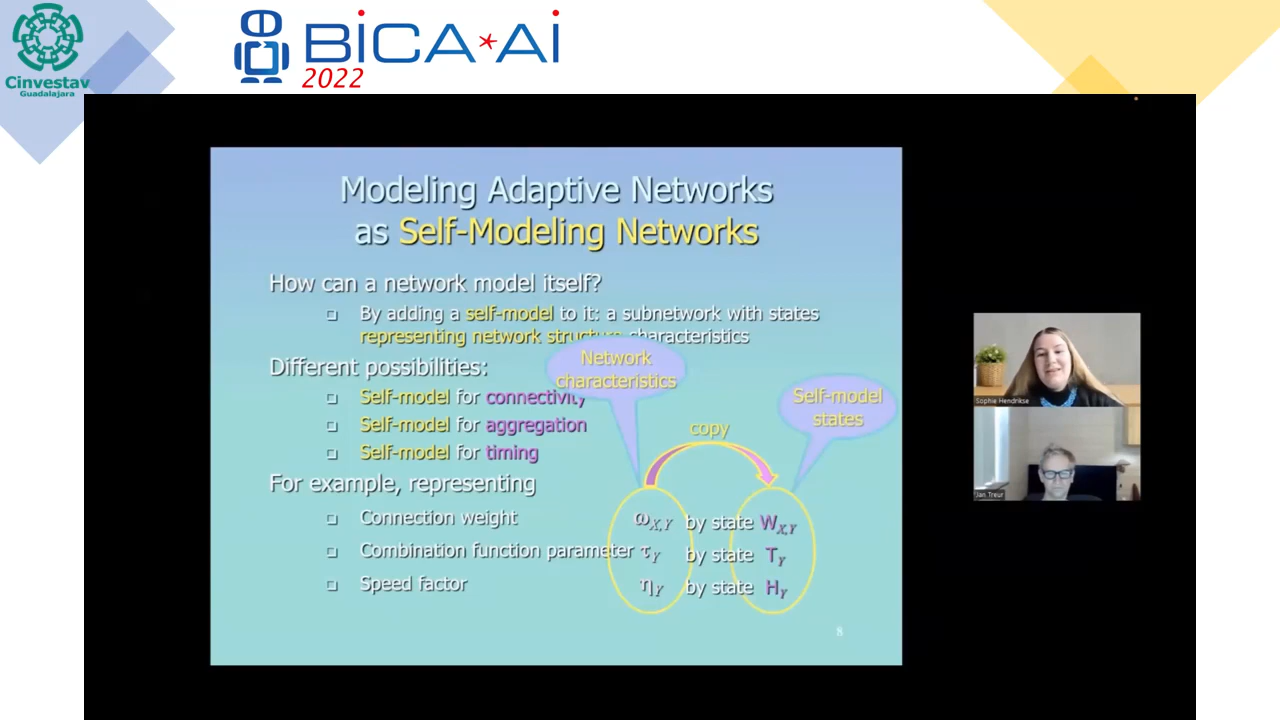 Cinvestav
Guadalajara
BiCA*Ai
2022
Modeling Adaptive Networks
as Self-Modeling Networks
How can a network model itself?
❑ By adding a self-model to it: a subnetwork with states
representing network structure characteristics
Different possibilities:
❑ Self-model for connectivity
❑ Self-model for aggregation
❑ Self-model for timing
Network
characteristics
Self-model
states
copy
For example, representing
❑ Connection weight ωX,Y by state WX,Y
❑ Combination function parameter τY by state TY
❑ Speed factor ηY by state HY
8
Sophie Hendrikse
Jan Treur